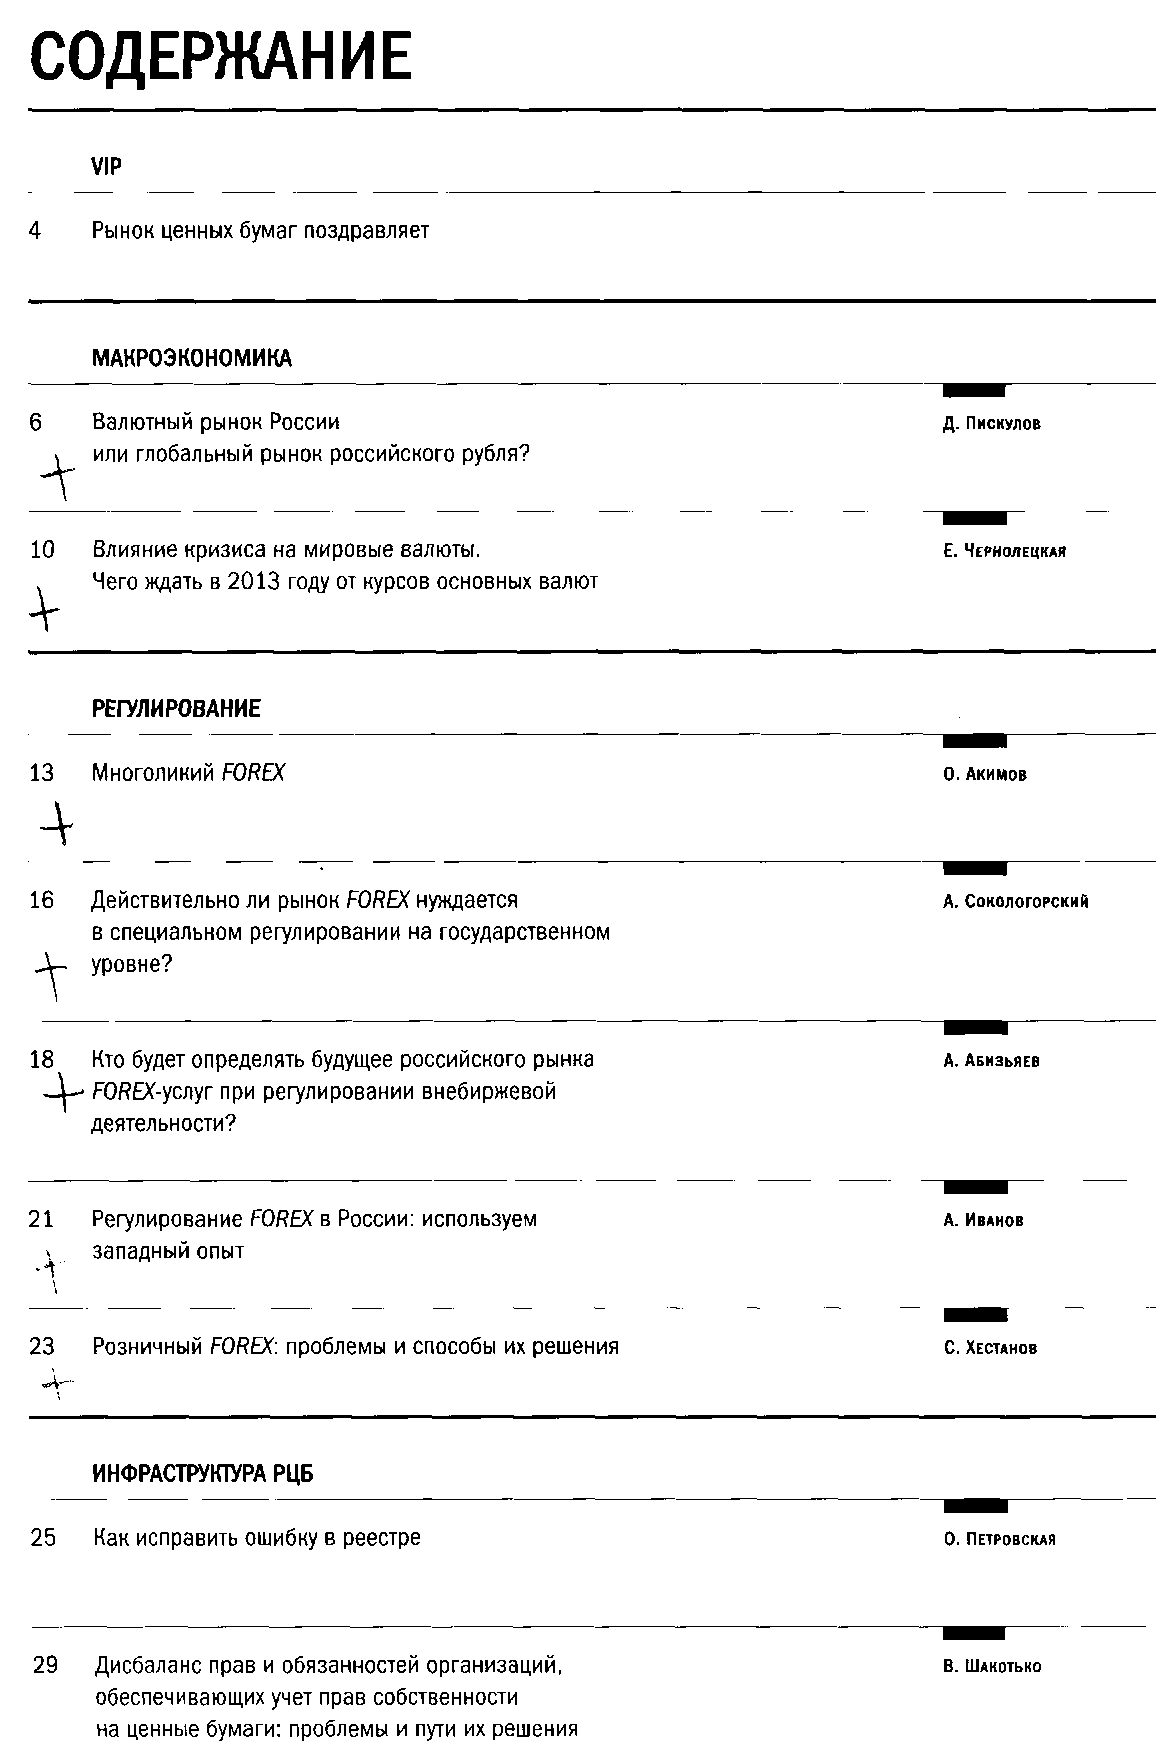 СОДЕРЖАНИЕ
VIP
4 Рынок ценных бумаг поздравляет
МАКРОЭКОНОМИКА
6 Валютный рынок России Д. Пискулов
или глобальный рынок российского рубля?
10 Влияние кризиса на мировые валюты. Е. Чернолецкая
Чего ждать в 2013 году от курсов основных валют
РЕГУЛИРОВАНИЕ
13 Многоликий FOREX О. Акимов
16 Действительно ли рынок FOREX нуждается А. Сокологорский
в специальном регулировании на государственном
уровне?
18 Кто будет определять будущее российского рынка А. Абизьяев
FOREX-услуг при регулировании внебиржевой
деятельности?
21 Регулирование FOREX в России: используем А. Иванов
западный опыт
23 Розничный FOREX: проблемы и способы их решения С. Хестанов
ИНФРАСТРУКТУРА РЦБ
25 Как исправить ошибку в реестре О. Петровская
29 Дисбаланс прав и обязанностей организаций, В. Шакотько
обеспечивающих учет прав собственности
на ценные бумаги: проблемы и пути их решения